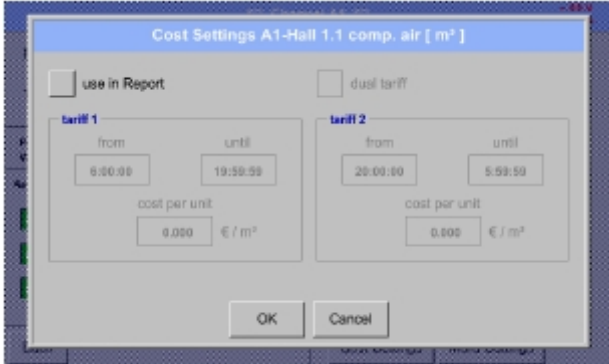 Cost Settings A1-Hall 1.1 comp. air [ m³ ]
use in Report
dual tariff
tariff 1
tariff 2
from until
from until
6:00:00 19:59:59
20:00:00 5:59:59
cost per unit
cost per unit
0.000 € / m³
0.000 € / m³
OK Cancel